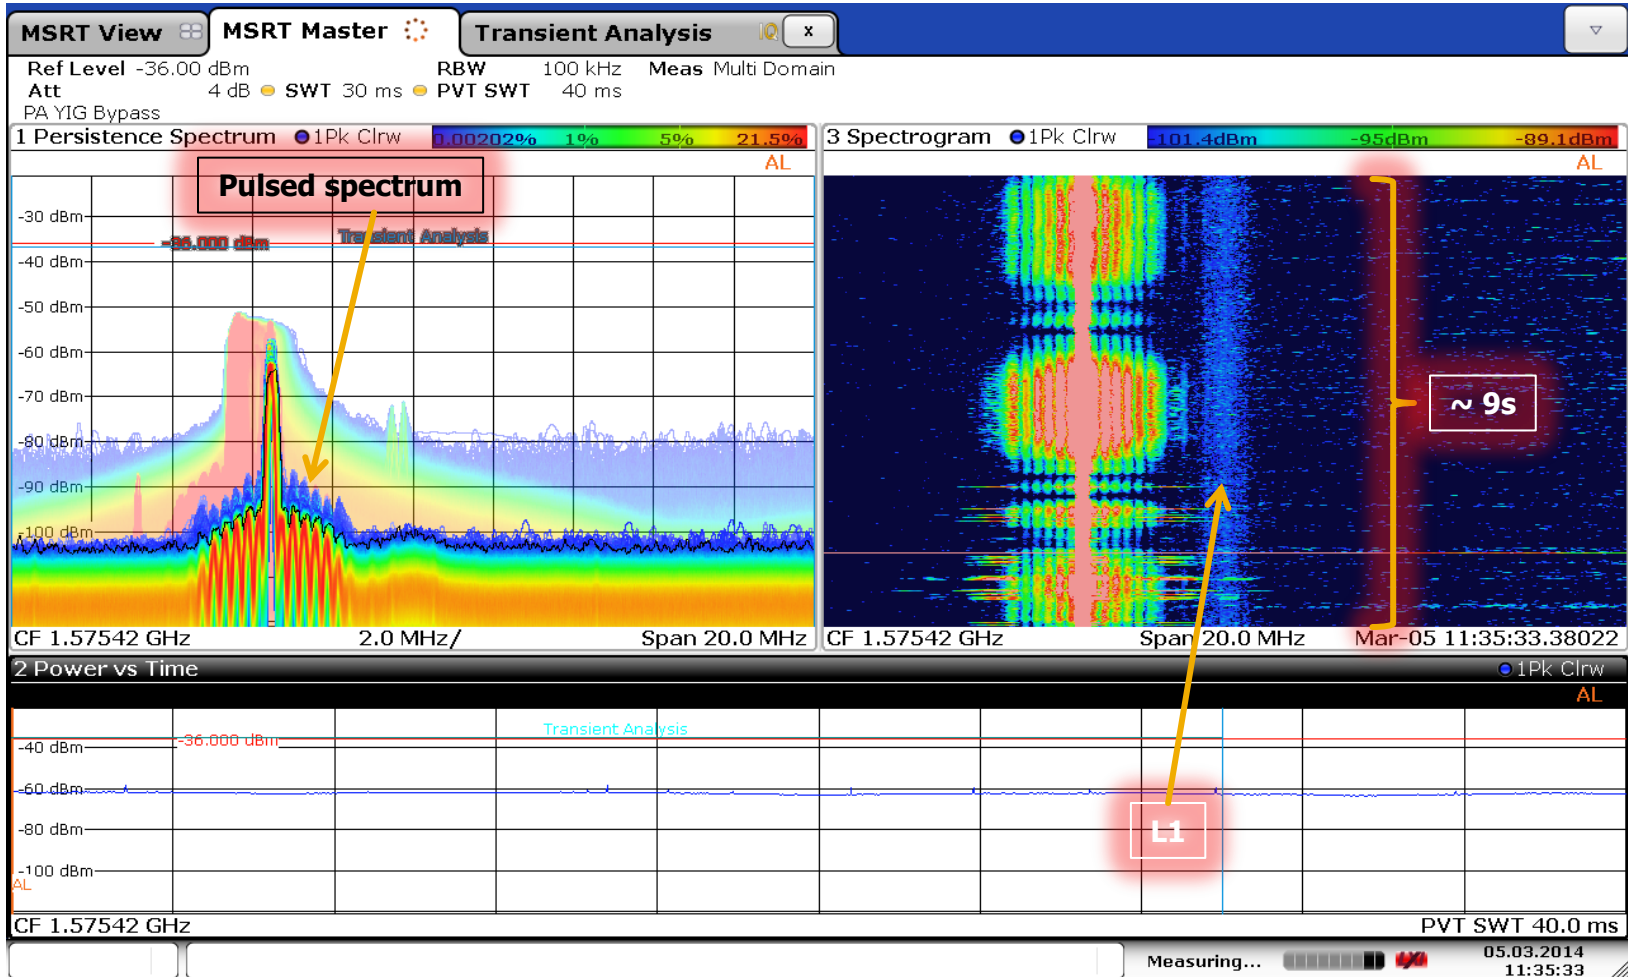 MSRT View
MSRT Master
Transient Analysis IQ x
Ref Level -36.00 dBm RBW 100 kHz Meas Multi Domain
Att 4 dB SWT 30 ms PVT SWT 40 ms
PA YIG Bypass
1 Persistence Spectrum 1Pk Clrw 0.00202% 1% 5% 21.5%
AL
Pulsed spectrum
-30 dBm
-36.000 dBm Transient Analysis
-40 dBm
-50 dBm
-60 dBm
-70 dBm
-80 dBm
-90 dBm
-100 dBm
CF 1.57542 GHz 2.0 MHz/ Span 20.0 MHz
3 Spectrogram 1Pk Clrw -101.4dBm -95dBm -89.1dBm
AL
~ 9s
CF 1.57542 GHz Span 20.0 MHz Mar-05 11:35:33.38022
2 Power vs Time 1Pk Clrw
AL
Transient Analysis
-36.000 dBm
-40 dBm
-60 dBm
-80 dBm
L1
-100 dBm
AL
CF 1.57542 GHz PVT SWT 40.0 ms
Measuring... 05.03.2014
11:35:33